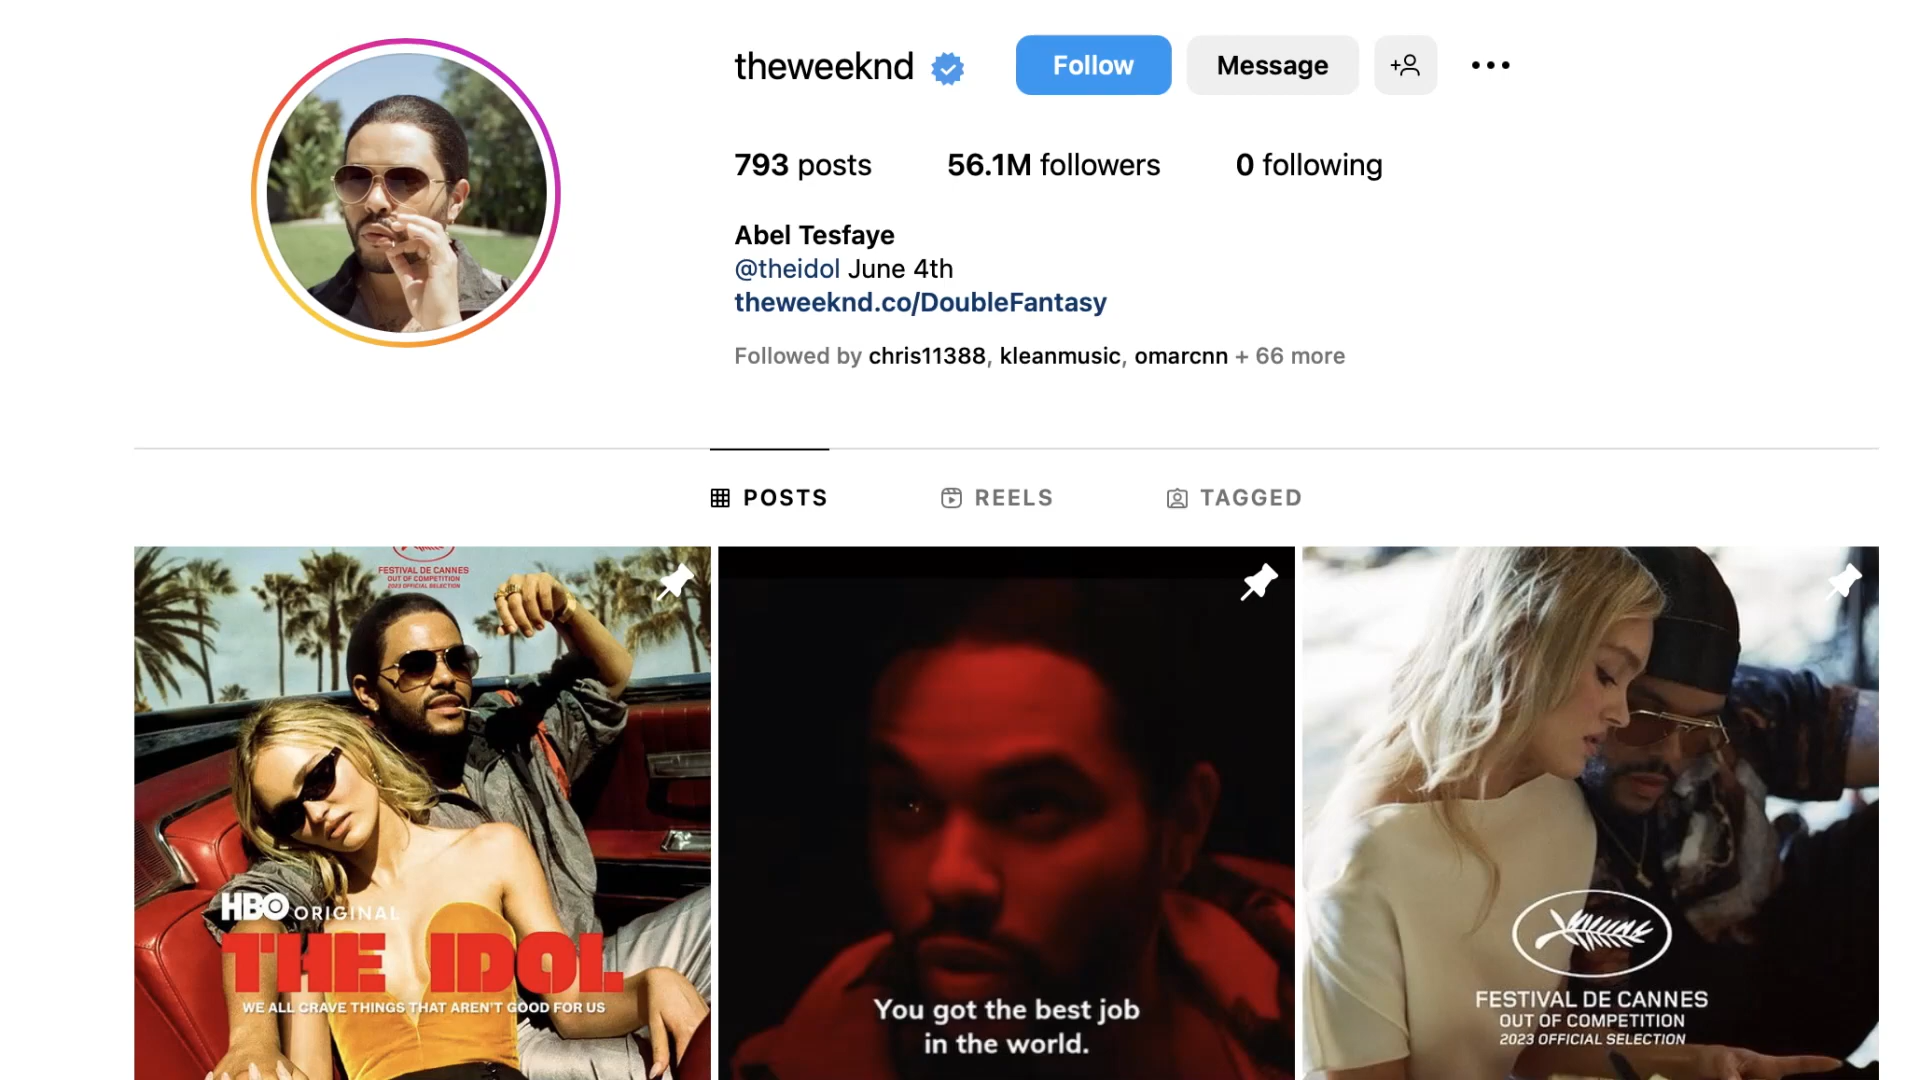 theweeknd
Follow
Message
793 posts
56.1M followers
0 following
Abel Tesfaye
@theidol June 4th
theweeknd.co/DoubleFantasy
Followed by chris11388, kleanmusic, omarcnn + 66 more
POSTS
REELS
TAGGED
FESTIVAL DE CANNES
OUT OF COMPETITION
2023 OFFICIAL SELECTION
HBO ORIGINAL
THE IDOL
WE ALL CRAVE THINGS THAT AREN'T GOOD FOR US
You got the best job
in the world.
FESTIVAL DE CANNES
OUT OF COMPETITION
2023 OFFICIAL SELECTION